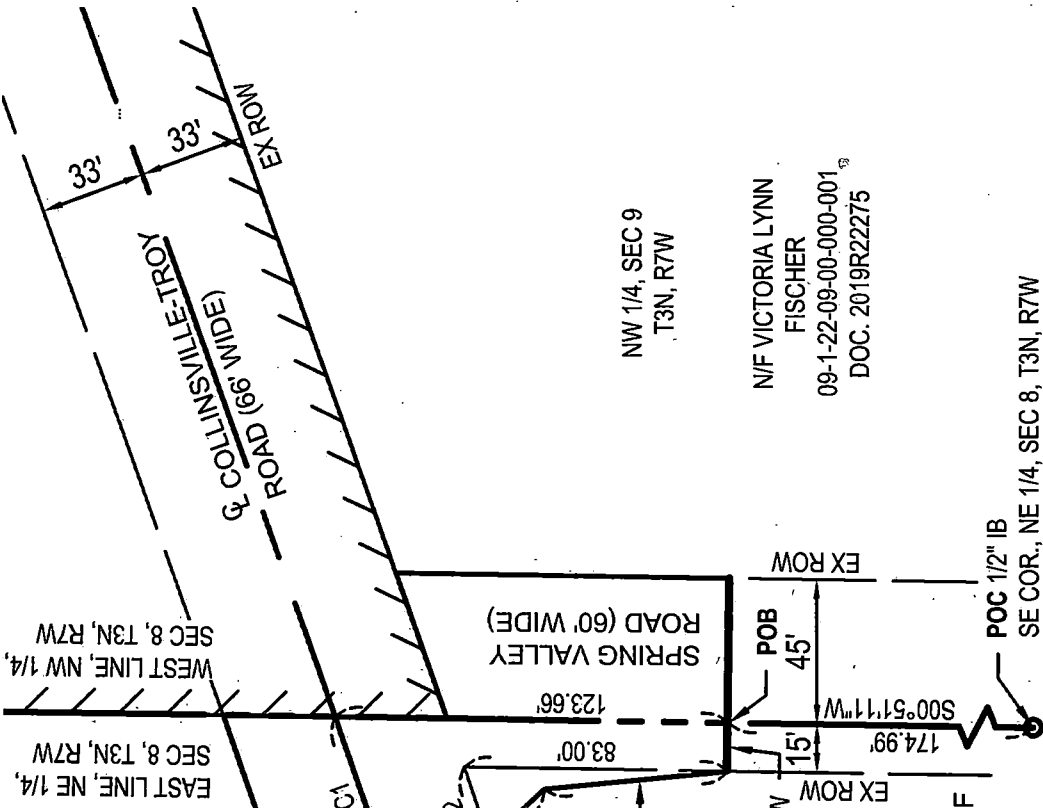 33'
33'
EX ROW
℄ COLLINSVILLE-TROY
ROAD (66' WIDE)
NW 1/4, SEC 9
T3N, R7W
N/F VICTORIA LYNN
FISCHER
09-1-22-09-00-000-001
DOC. 2019R22275
WEST LINE, NW 1/4,
SEC 8, T3N, R7W
EAST LINE, NE 1/4,
SEC 8, T3N, R7W
C1
SPRING VALLEY
ROAD (60' WIDE)
123.66'
83.00'
POB
45'
15'
EX ROW
EX ROW
S00°51'11"W
174.99'
POC 1/2" IB
SE COR., NE 1/4, SEC 8, T3N, R7W
W
F